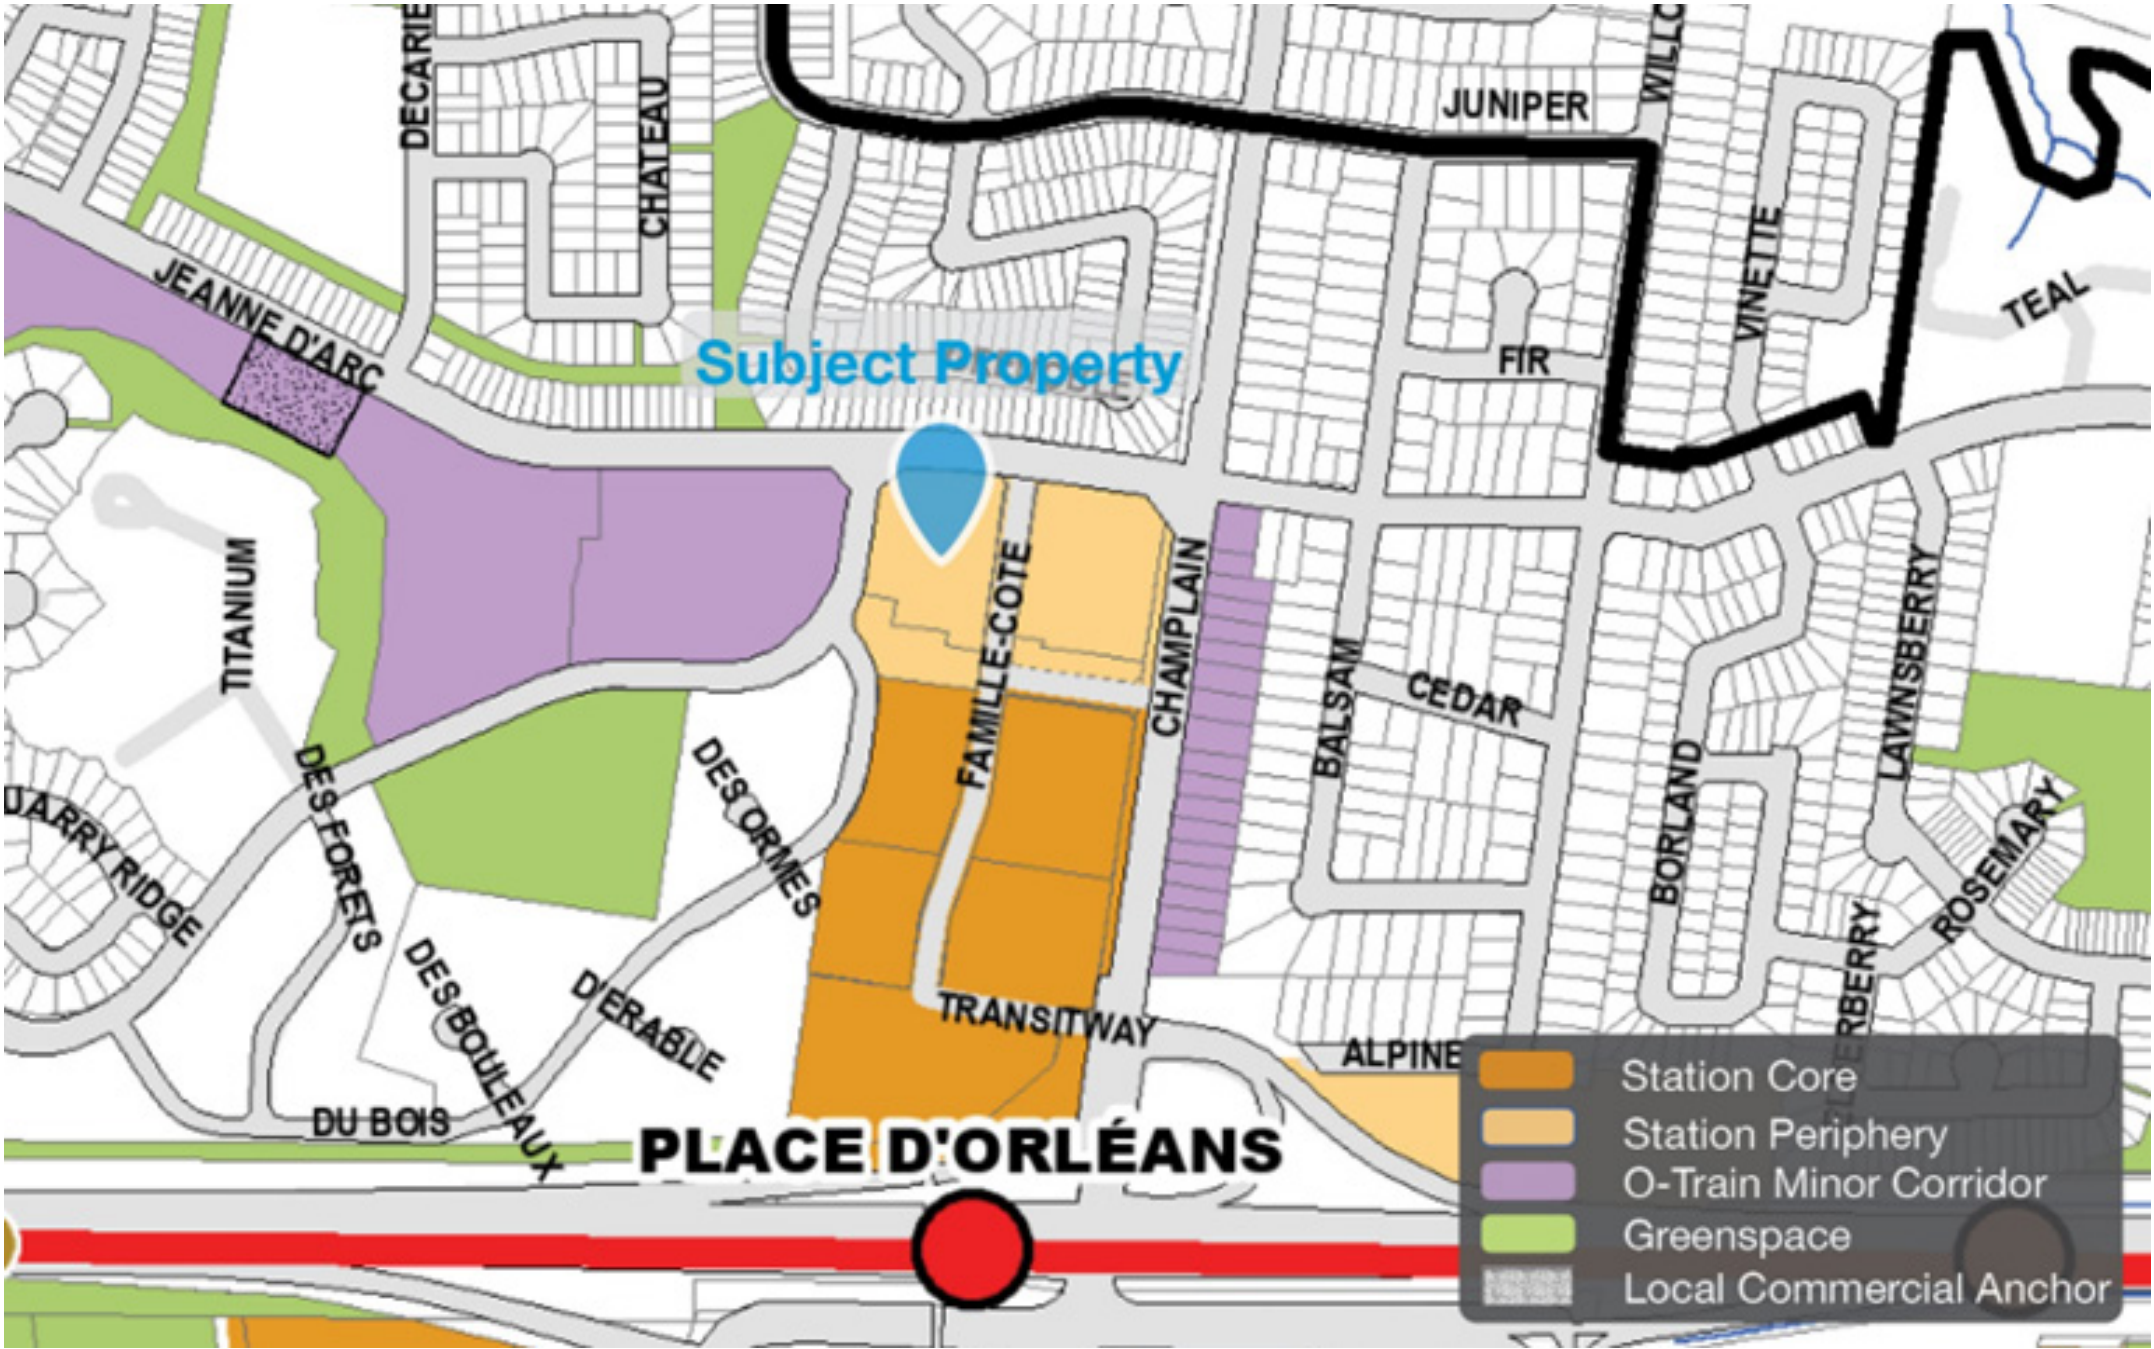 DECARIE
CHATEAU
JUNIPER
VINETTE
TEAL
JEANNE D'ARC
Subject Property
FIR
TITANIUM
FAMILLE-COTE
CHAMPLAIN
BALSAM
CEDAR
BORLAND
LAWNSBERRY
ROSEMARY
DES FORETS
DES ORMES
UARRY RIDGE
DES BOULEAUX
D'ERABLE
TRANSITWAY
ALPINE
DU BOIS
PLACE D'ORLÉANS
Station Core
Station Periphery
O-Train Minor Corridor
Greenspace
Local Commercial Anchor